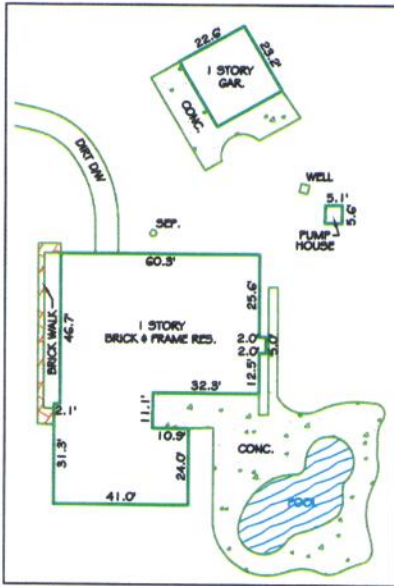 22.6'
23.2'
1 STORY
GAR.
CONC.
DIRT D/W
WELL
5.1'
5.6'
PUMP
HOUSE
SEP.
60.3'
25.6'
46.7'
BRICK WALK
1 STORY
BRICK & FRAME RES.
2.0'
2.0'
5.0'
12.5'
32.3'
2.1'
11.1'
10.9'
31.3'
24.0'
41.0'
CONC.
POOL